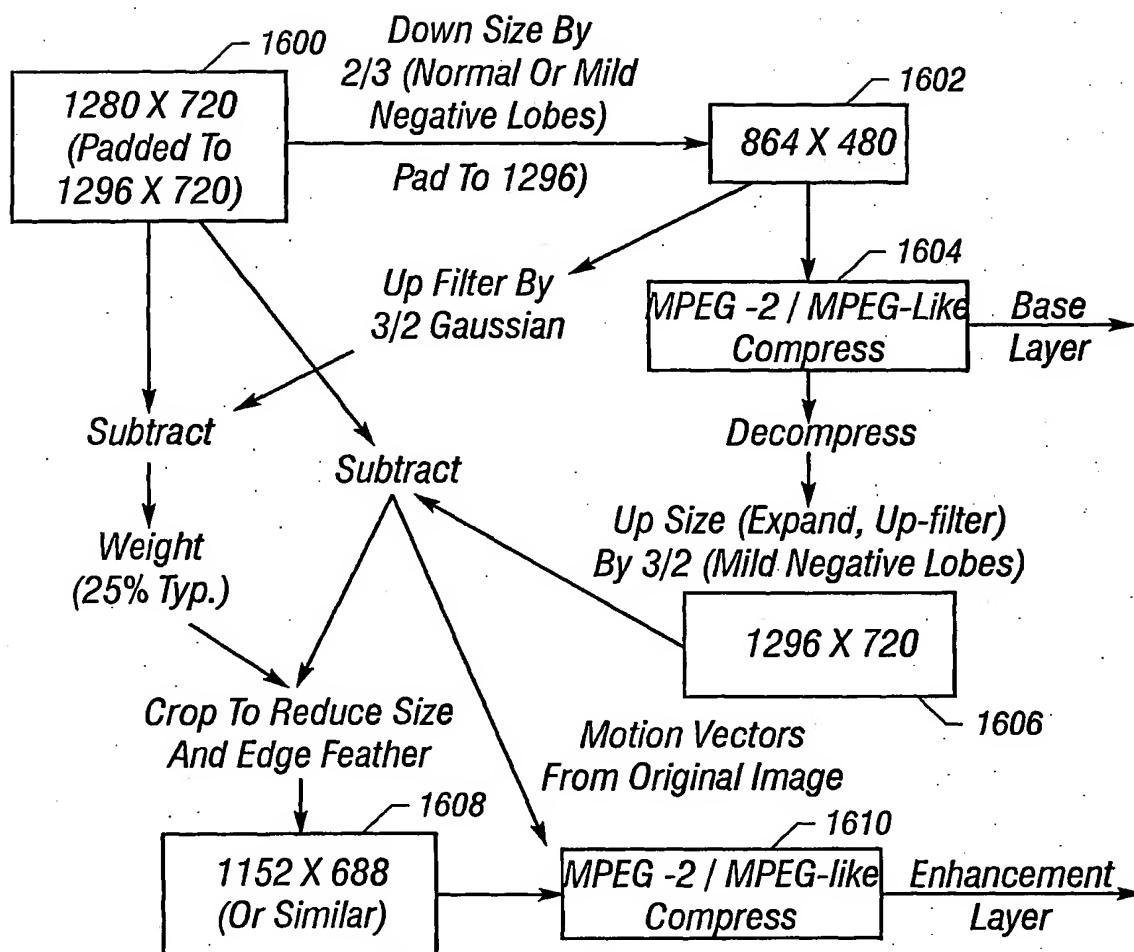 1600
1280 X 720
(Padded To
1296 X 720)
Down Size By
2/3 (Normal Or Mild
Negative Lobes)
Pad To 1296)
1602
864 X 480
Up Filter By
3/2 Gaussian
1604
MPEG -2 / MPEG-Like
Compress
Base
Layer
Subtract
Subtract
Decompress
Weight
(25% Typ.)
Up Size (Expand, Up-filter)
By 3/2 (Mild Negative Lobes)
1296 X 720
1606
Crop To Reduce Size
And Edge Feather
Motion Vectors
From Original Image
1608
1152 X 688
(Or Similar)
1610
MPEG -2 / MPEG-like
Compress
Enhancement
Layer